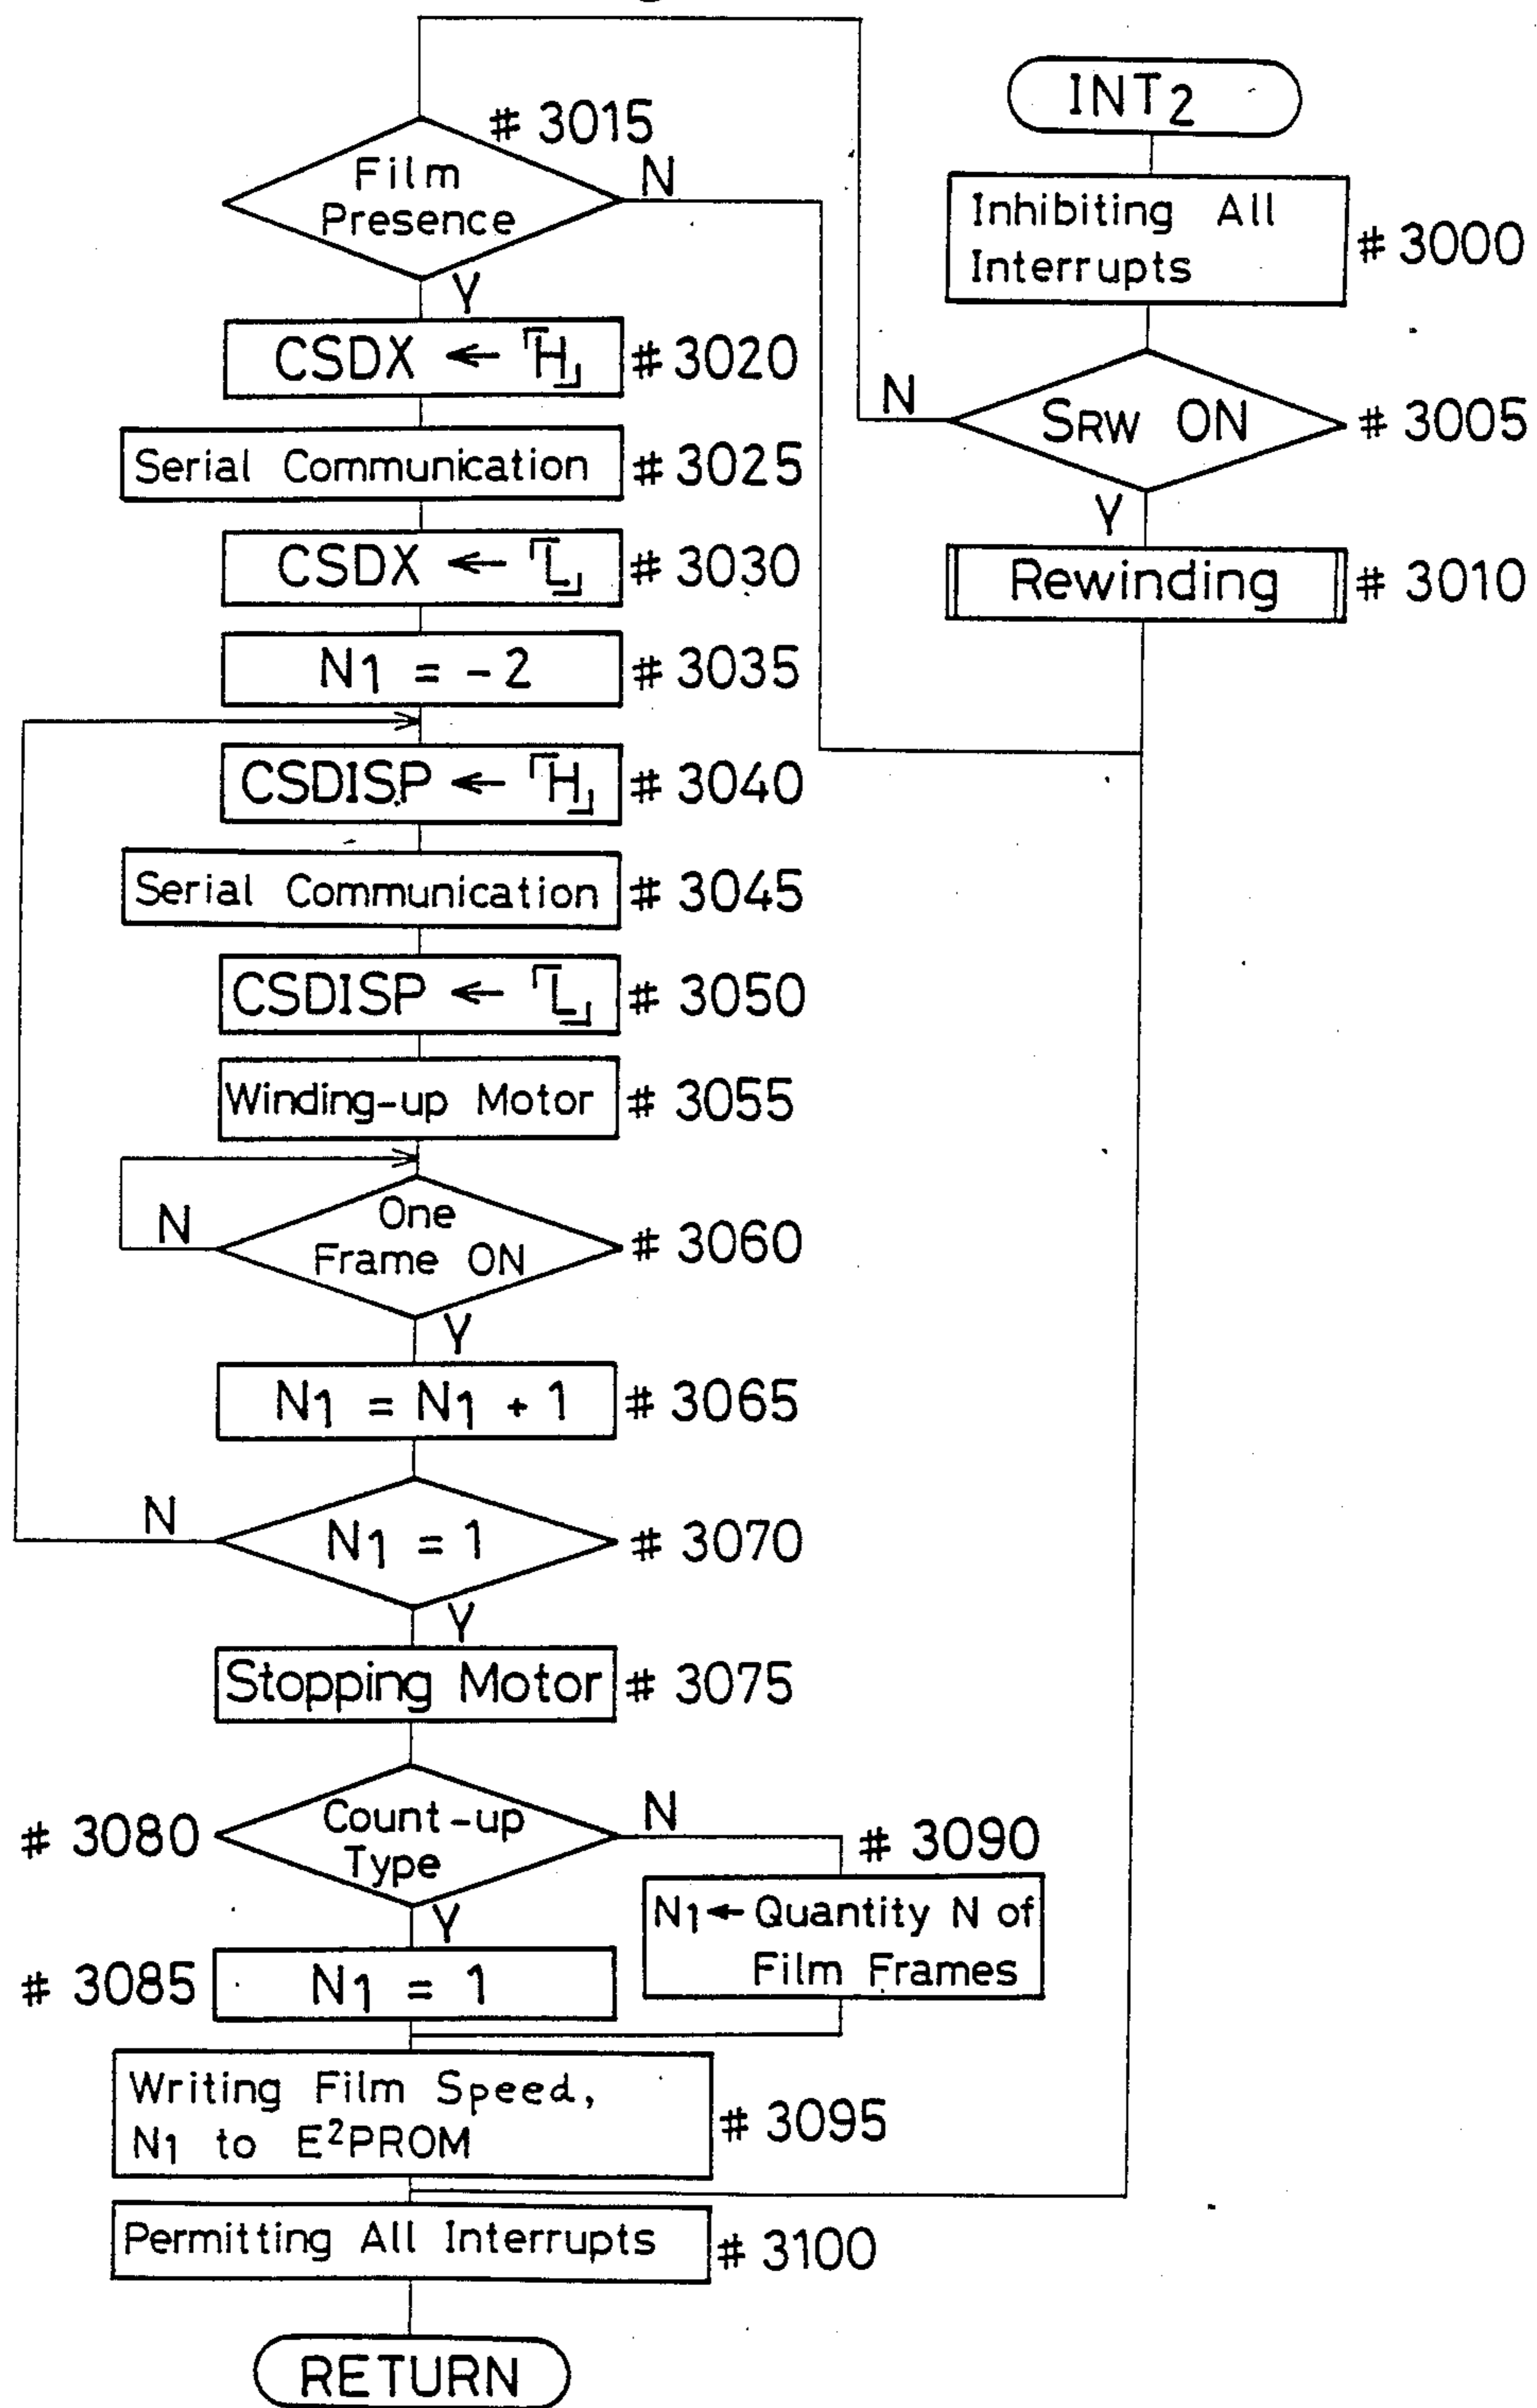 INT2
Inhibiting All
Interrupts
# 3000
SRW ON
# 3005
N
Y
Rewinding
# 3010
# 3015
Film
Presence
N
Y
CSDX ← 「H」
# 3020
Serial Communication
# 3025
CSDX ← 「L」
# 3030
N1 = -2
# 3035
CSDISP ← 「H」
# 3040
Serial Communication
# 3045
CSDISP ← 「L」
# 3050
Winding-up Motor
# 3055
One
Frame ON
# 3060
N
Y
N1 = N1 + 1
# 3065
N1 = 1
# 3070
N
Y
Stopping Motor
# 3075
# 3080
Count-up
Type
N
Y
# 3090
N1 ← Quantity N of
Film Frames
# 3085
N1 = 1
Writing Film Speed,
N1 to E²PROM
# 3095
Permitting All Interrupts
# 3100
RETURN